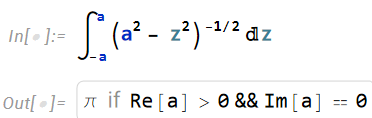 In[●]:= ∫_{-a}^{a} (a² - z²)^{-1/2} ⅆz
Out[●]= π if Re[a] > 0 && Im[a] == 0